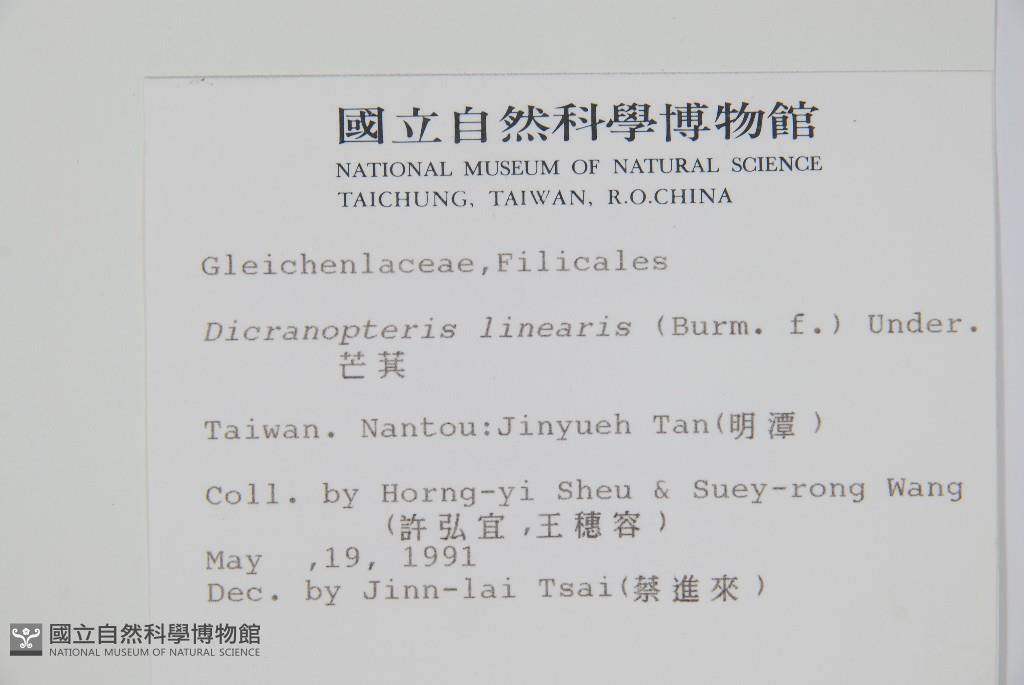 國立自然科學博物館
NATIONAL MUSEUM OF NATURAL SCIENCE
TAICHUNG, TAIWAN, R.O.CHINA
Gleichenlaceae,Filicales
Dicranopteris linearis (Burm. f.) Under.
芒萁
Taiwan. Nantou:Jinyueh Tan(明潭)
Coll. by Horng-yi Sheu & Suey-rong Wang
(許弘宜,王穗容)
May ,19, 1991
Dec. by Jinn-lai Tsai(蔡進來)
國立自然科學博物館
NATIONAL MUSEUM OF NATURAL SCIENCE